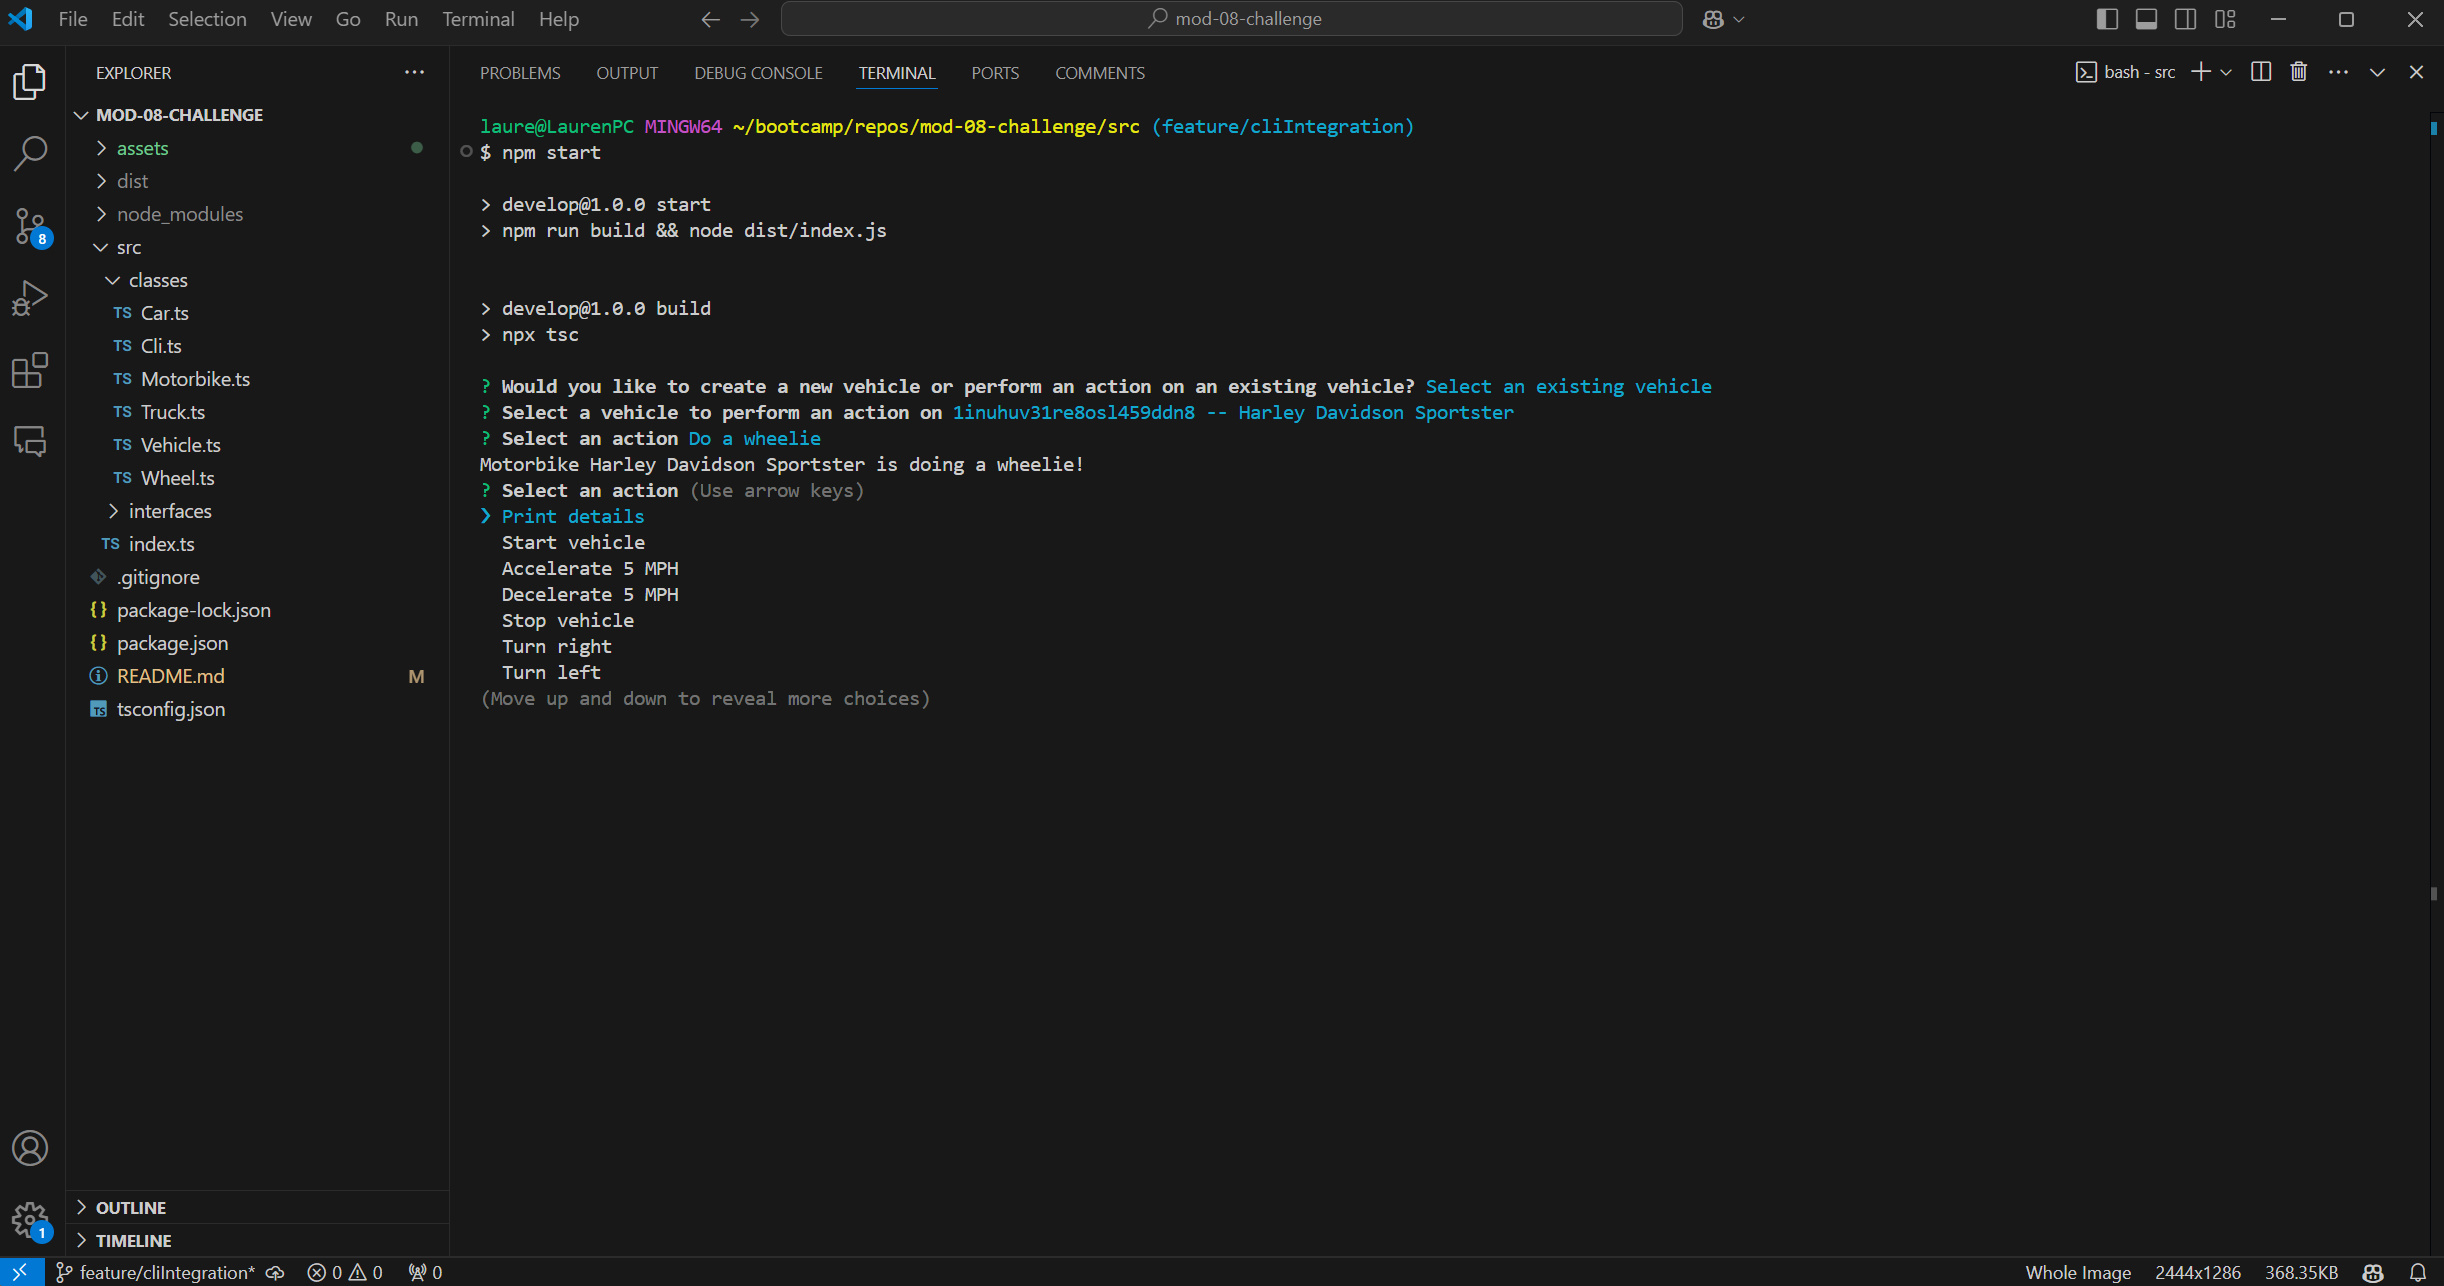 File Edit Selection View Go Run Terminal Help
mod-08-challenge
EXPLORER
MOD-08-CHALLENGE
assets
dist
node_modules
src
classes
TS Car.ts
TS Cli.ts
TS Motorbike.ts
TS Truck.ts
TS Vehicle.ts
TS Wheel.ts
interfaces
TS index.ts
.gitignore
{} package-lock.json
{} package.json
README.md M
TS tsconfig.json
OUTLINE
TIMELINE
8
1
PROBLEMS OUTPUT DEBUG CONSOLE TERMINAL PORTS COMMENTS
bash - src
laure@LaurenPC MINGW64 ~/bootcamp/repos/mod-08-challenge/src (feature/cliIntegration)
$ npm start
> develop@1.0.0 start
> npm run build && node dist/index.js
> develop@1.0.0 build
> npx tsc
? Would you like to create a new vehicle or perform an action on an existing vehicle? Select an existing vehicle
? Select a vehicle to perform an action on 1inuhuv31re8osl459ddn8 -- Harley Davidson Sportster
? Select an action Do a wheelie
Motorbike Harley Davidson Sportster is doing a wheelie!
? Select an action (Use arrow keys)
❯ Print details
Start vehicle
Accelerate 5 MPH
Decelerate 5 MPH
Stop vehicle
Turn right
Turn left
(Move up and down to reveal more choices)
feature/cliIntegration* 0 0 0
Whole Image 2444x1286 368.35KB